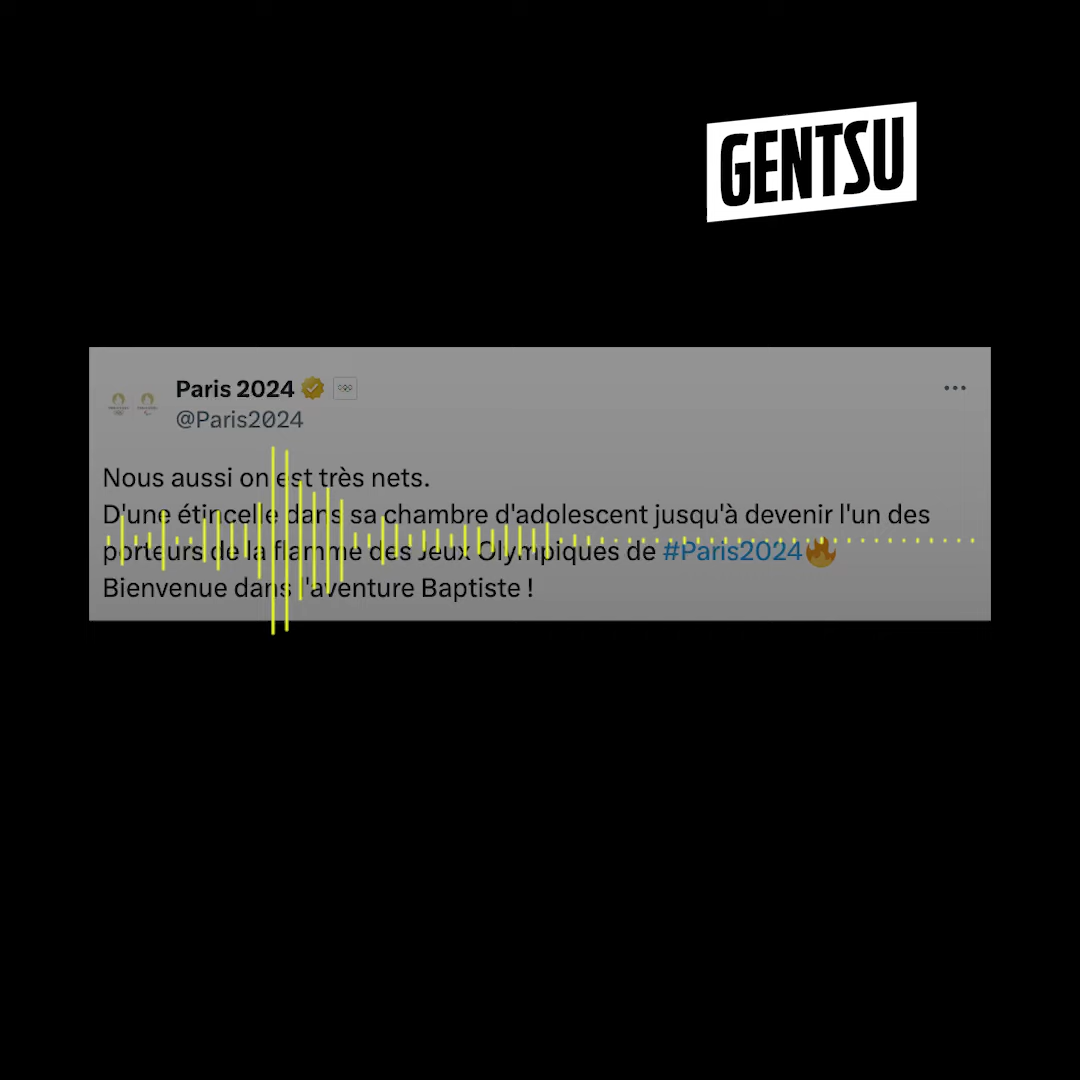 GENTSU
Paris 2024
@Paris2024
Nous aussi on est très nets.
D'une étincelle dans sa chambre d'adolescent jusqu'à devenir l'un des
porteurs de la flamme des Jeux Olympiques de #Paris2024🔥
Bienvenue dans l'aventure Baptiste !